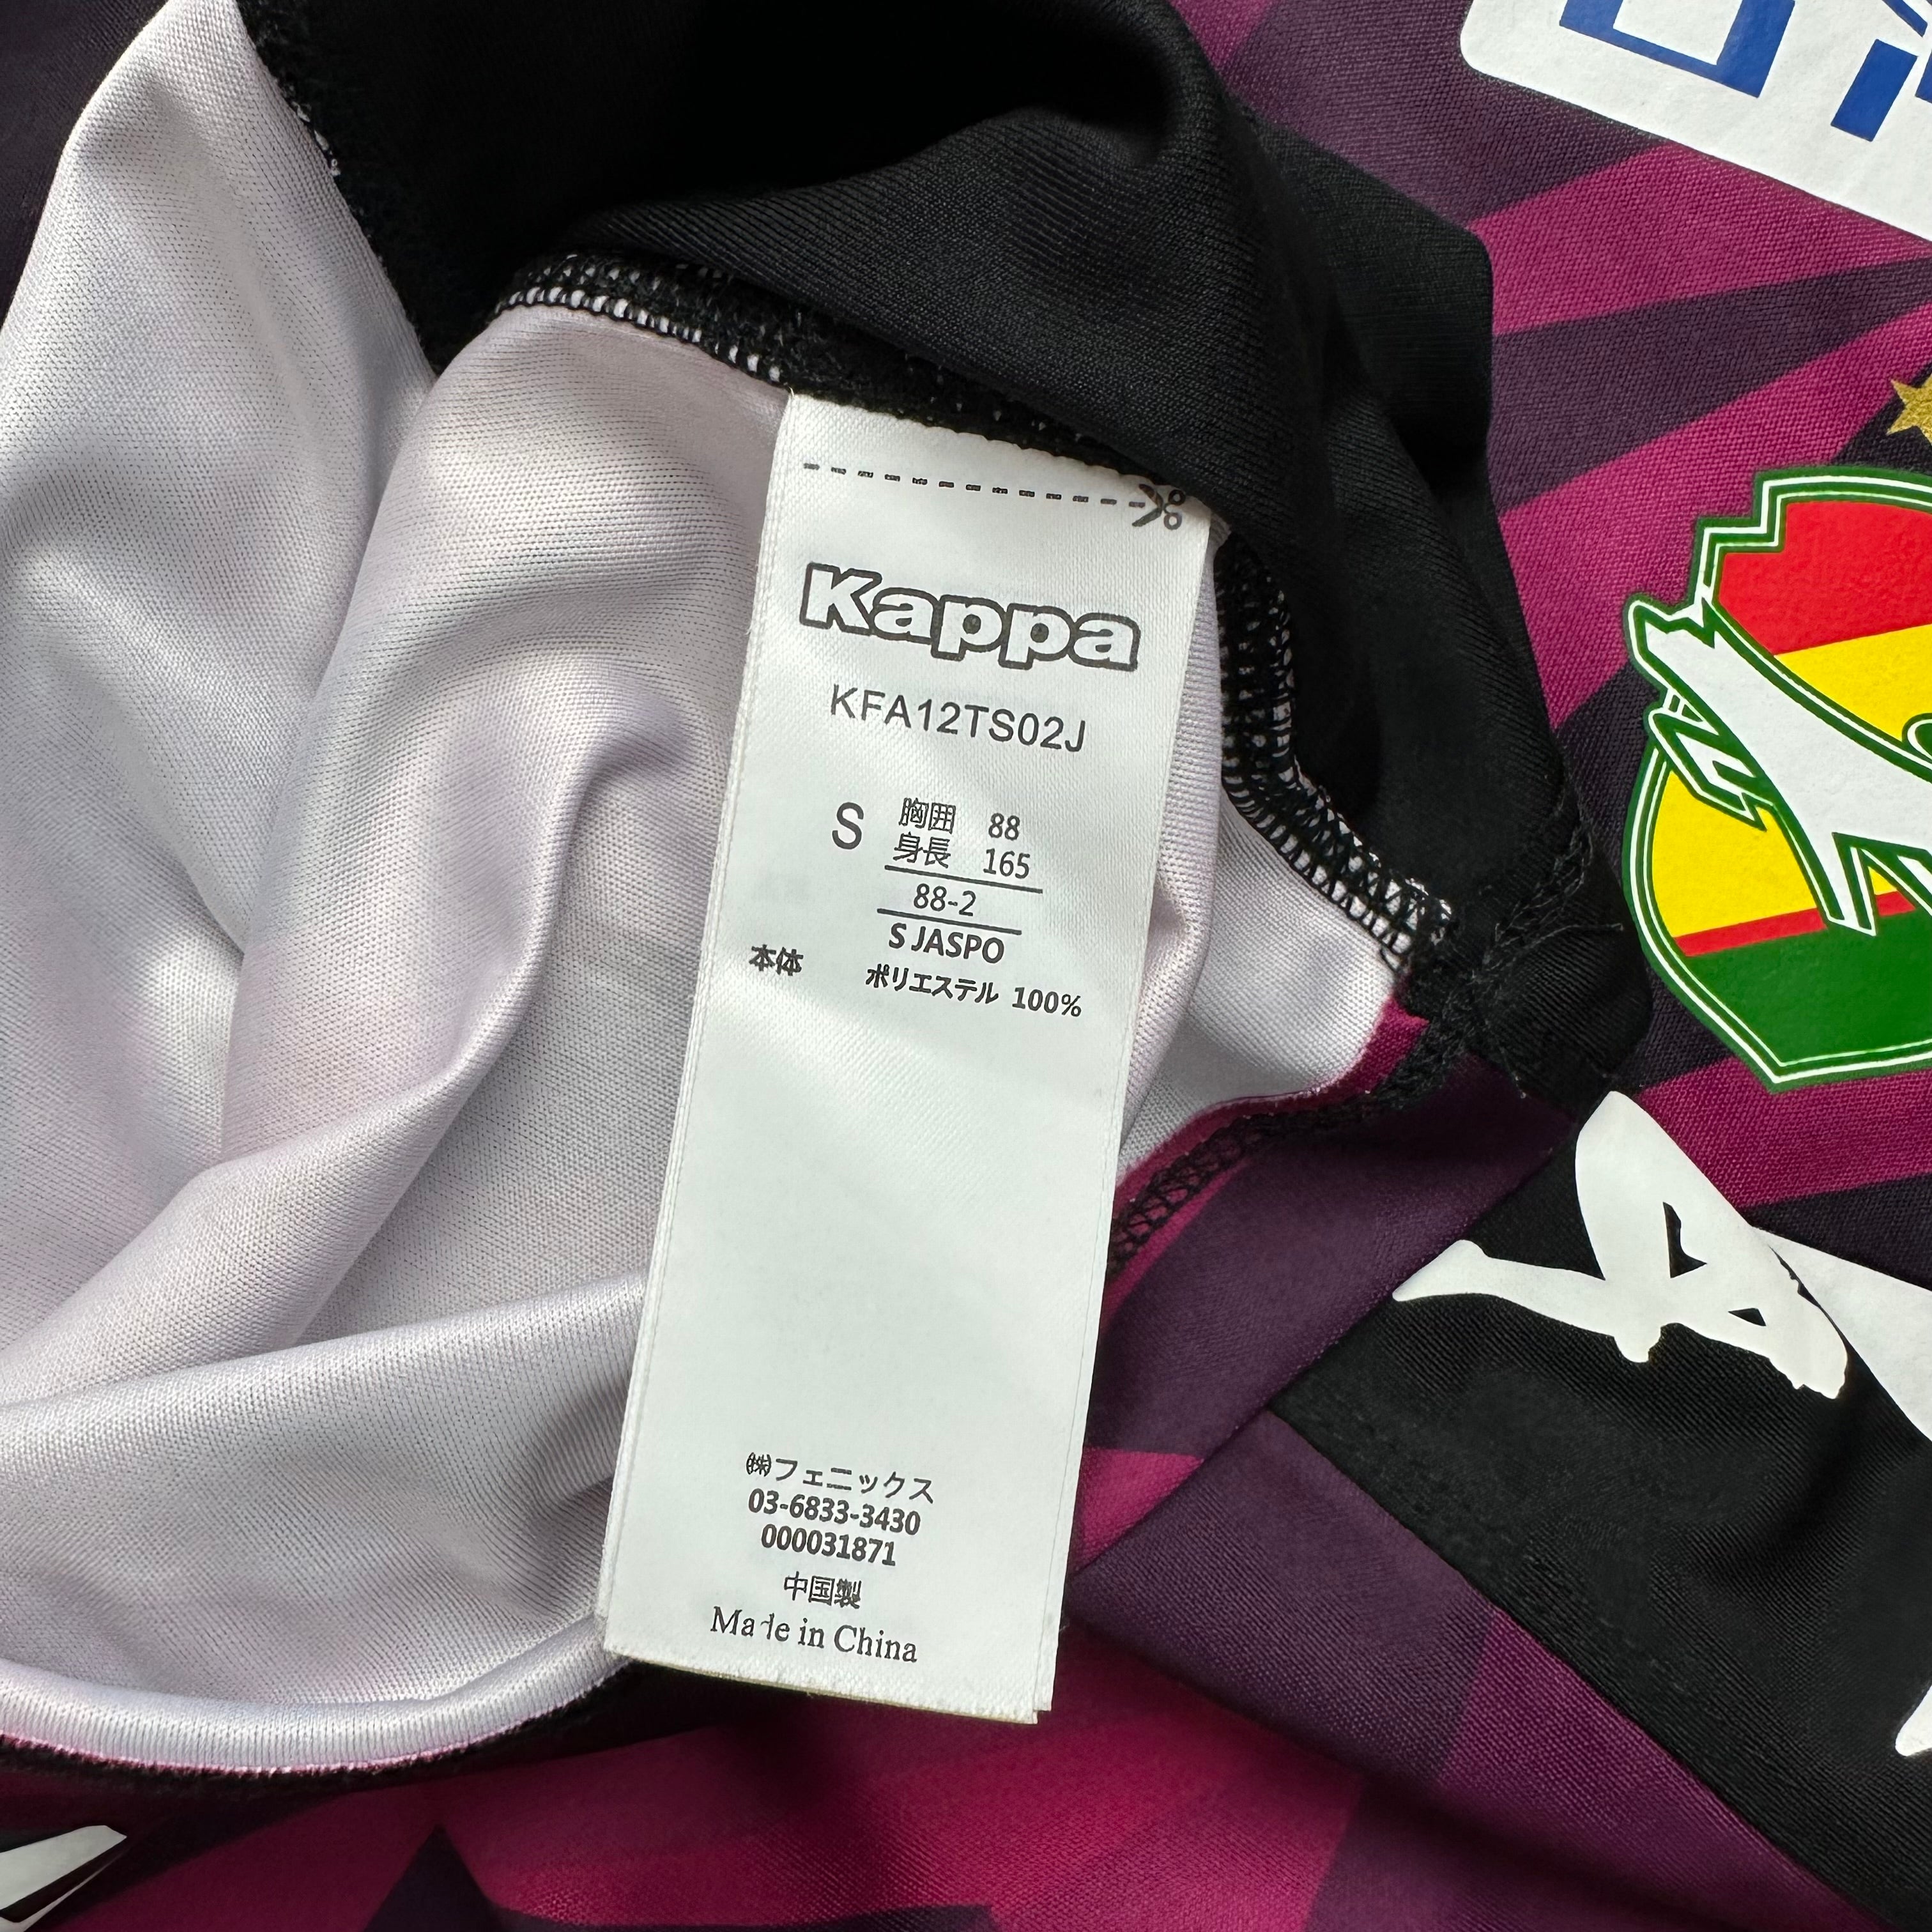 Kappa
KFA12TS02J
S
胸囲 88
身長 165
88-2
S JASPO
本体 ポリエステル 100%
㈱フェニックス
03-6833-3430
000031871
中国製
Made in China